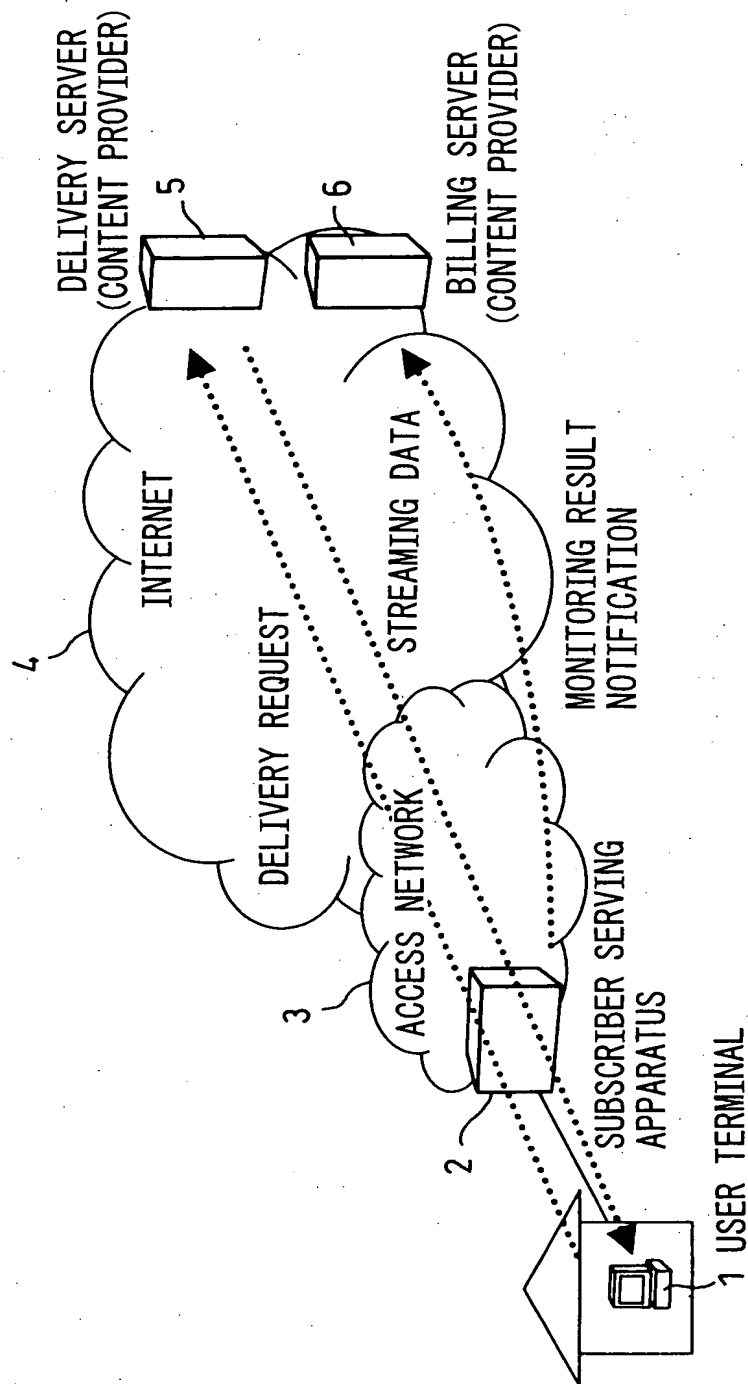 DELIVERY SERVER
(CONTENT PROVIDER)
5
6
BILLING SERVER
(CONTENT PROVIDER)
4
INTERNET
DELIVERY REQUEST
STREAMING DATA
3
ACCESS NETWORK
MONITORING RESULT
NOTIFICATION
2
SUBSCRIBER SERVING
APPARATUS
1 USER TERMINAL